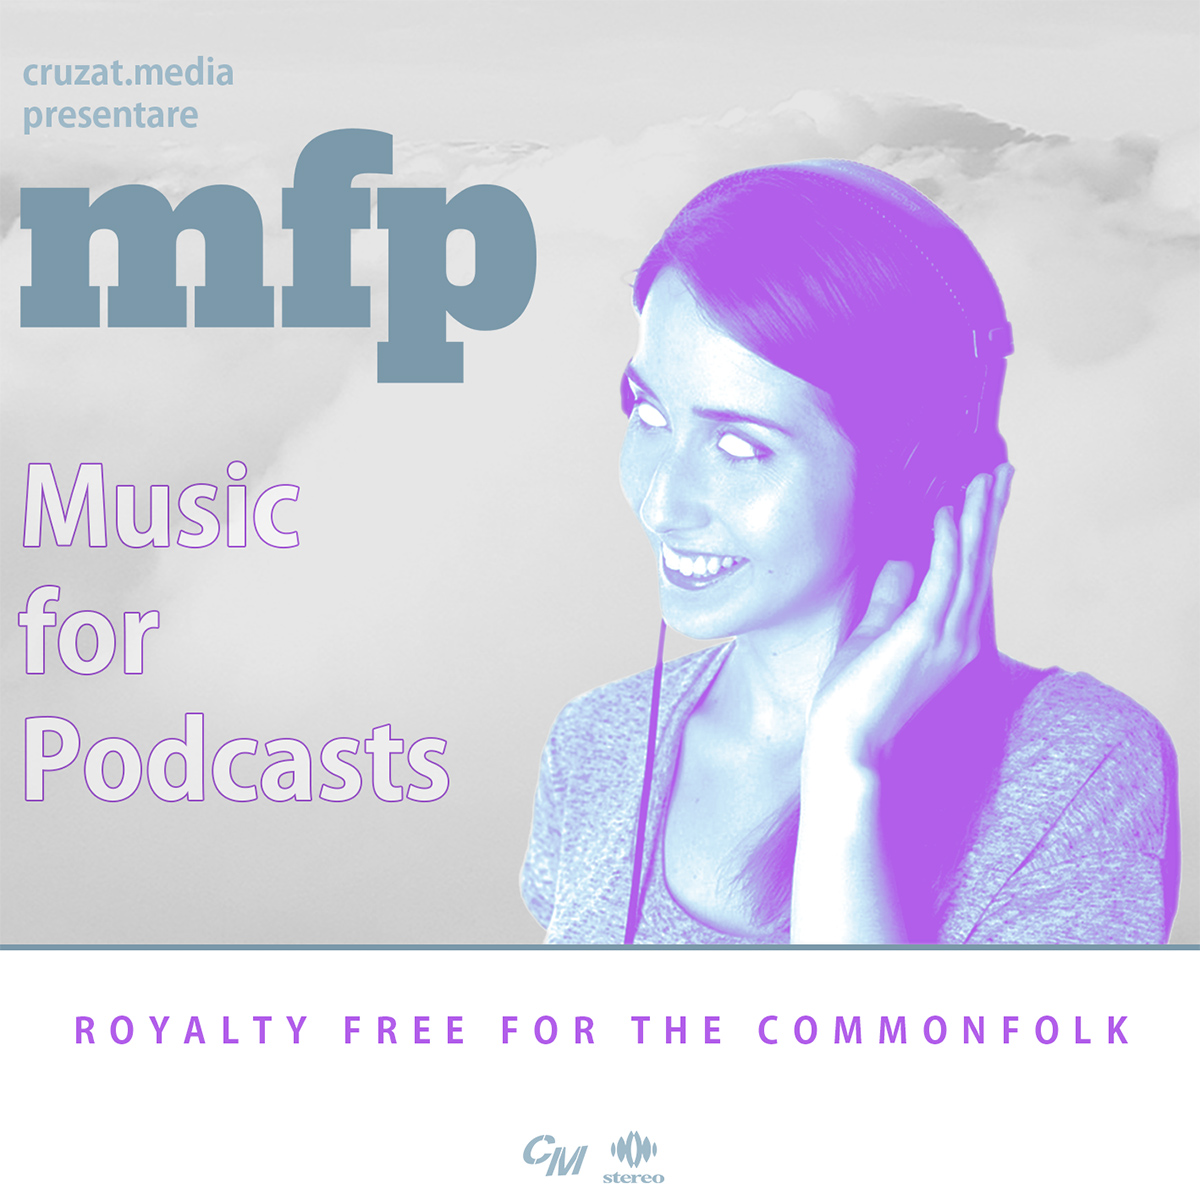 cruzat.media
presentare
mfp
Music
for
Podcasts
ROYALTY FREE FOR THE COMMONFOLK
CM
stereo